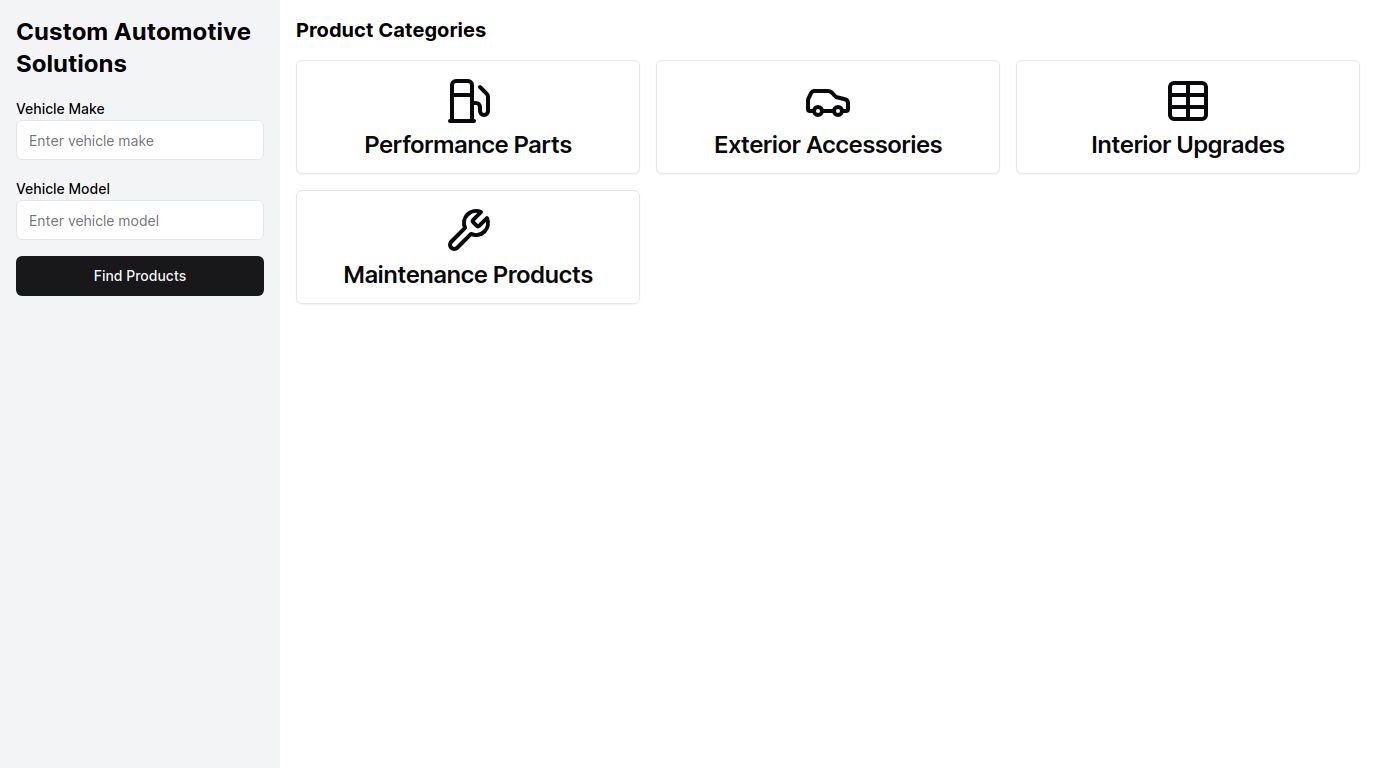 Custom Automotive
Solutions
Vehicle Make
Enter vehicle make
Vehicle Model
Enter vehicle model
Find Products
Product Categories
Performance Parts
Exterior Accessories
Interior Upgrades
Maintenance Products